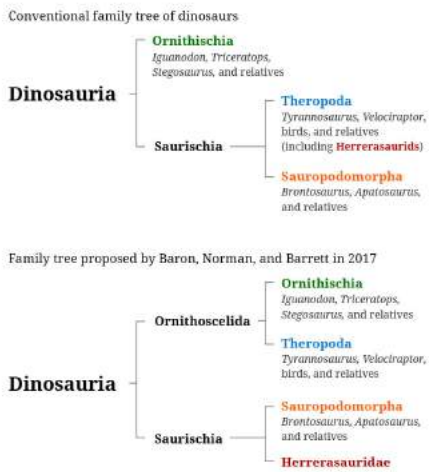 Conventional family tree of dinosaurs
Ornithischia
Iguanodon, Triceratops,
Stegosaurus, and relatives
Dinosauria
Theropoda
Tyrannosaurus, Velociraptor,
birds, and relatives
(including Herrerasaurids)
Saurischia
Sauropodomorpha
Brontosaurus, Apatosaurus,
and relatives
Family tree proposed by Baron, Norman, and Barrett in 2017
Ornithischia
Iguanodon, Triceratops,
Stegosaurus, and relatives
Ornithoscelida
Theropoda
Tyrannosaurus, Velociraptor,
birds, and relatives
Dinosauria
Sauropodomorpha
Brontosaurus, Apatosaurus,
and relatives
Saurischia
Herrerasauridae